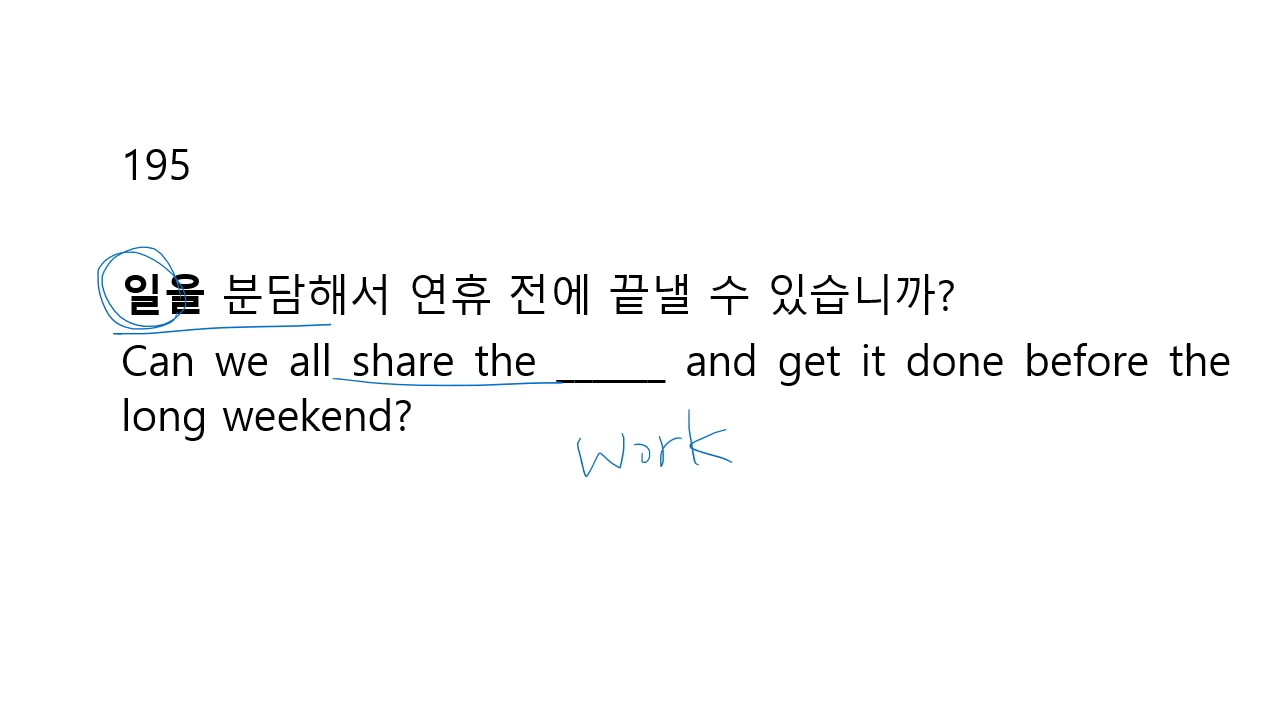 195
일을 분담해서 연휴 전에 끝낼 수 있습니까?
Can we all share the ______ and get it done before the
long weekend?
work